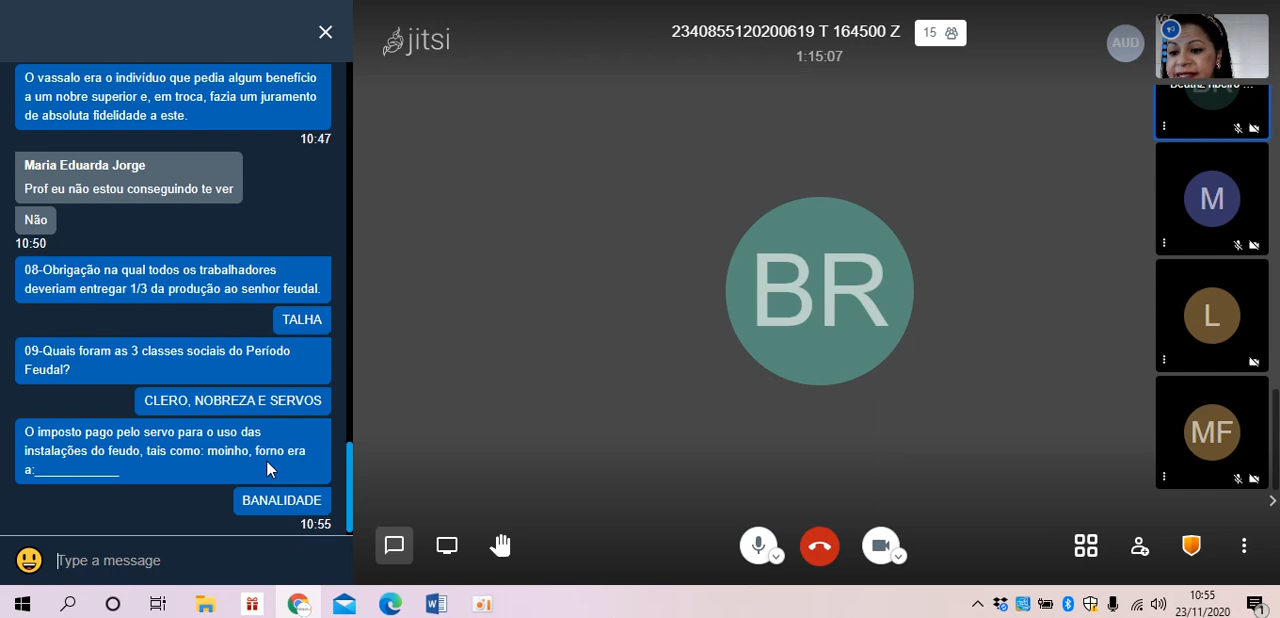 O vassalo era o indivíduo que pedia algum benefício
a um nobre superior e, em troca, fazia um juramento
de absoluta fidelidade a este.
10:47
Maria Eduarda Jorge
Prof eu não estou conseguindo te ver
Não
10:50
08-Obrigação na qual todos os trabalhadores
deveriam entregar 1/3 da produção ao senhor feudal.
TALHA
09-Quais foram as 3 classes sociais do Período
Feudal?
CLERO, NOBREZA E SERVOS
O imposto pago pelo servo para o uso das
instalações do feudo, tais como: moinho, forno era
a:_____________
BANALIDADE
10:55
Type a message
jitsi
2340855120200619 T 164500 Z
15
1:15:07
BR
AUD
M
L
MF
10:55
23/11/2020
1